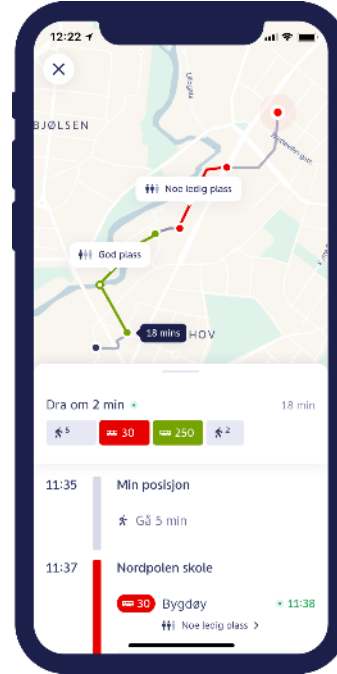 12:22
BJØLSEN
Noe ledig plass
God plass
18 mins
HOV
Dra om 2 min
18 min
5
30
250
2
11:35
Min posisjon
Gå 5 min
11:37
Nordpolen skole
30 Bygdøy
11:38
Noe ledig plass >